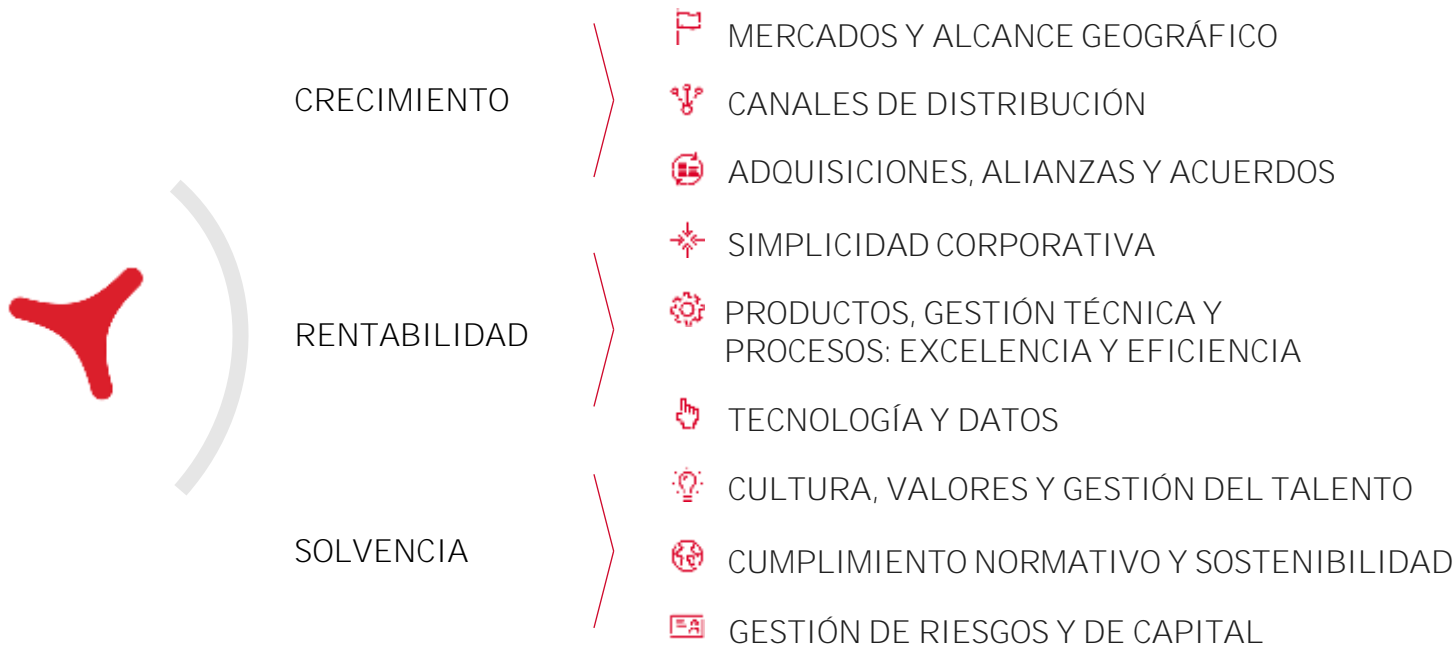 CRECIMIENTO
MERCADOS Y ALCANCE GEOGRÁFICO
CANALES DE DISTRIBUCIÓN
ADQUISICIONES, ALIANZAS Y ACUERDOS
RENTABILIDAD
SIMPLICIDAD CORPORATIVA
PRODUCTOS, GESTIÓN TÉCNICA Y
PROCESOS: EXCELENCIA Y EFICIENCIA
TECNOLOGÍA Y DATOS
SOLVENCIA
CULTURA, VALORES Y GESTIÓN DEL TALENTO
CUMPLIMIENTO NORMATIVO Y SOSTENIBILIDAD
GESTIÓN DE RIESGOS Y DE CAPITAL